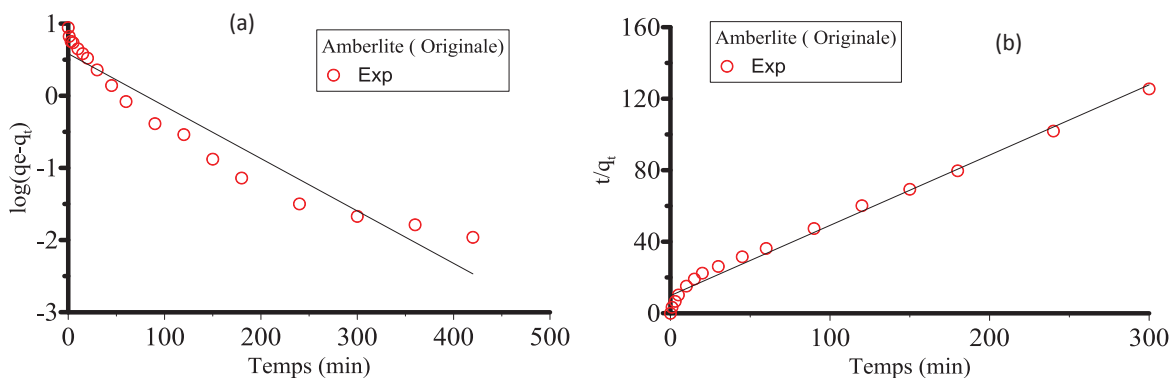 (a)
Amberlite ( Originale)
Exp
log(qe-qt)
1
0
-1
-2
-3
0 100 200 300 400 500
Temps (min)
(b)
Amberlite ( Originale)
Exp
t/qt
160
120
80
40
0
0 100 200 300
Temps (min)